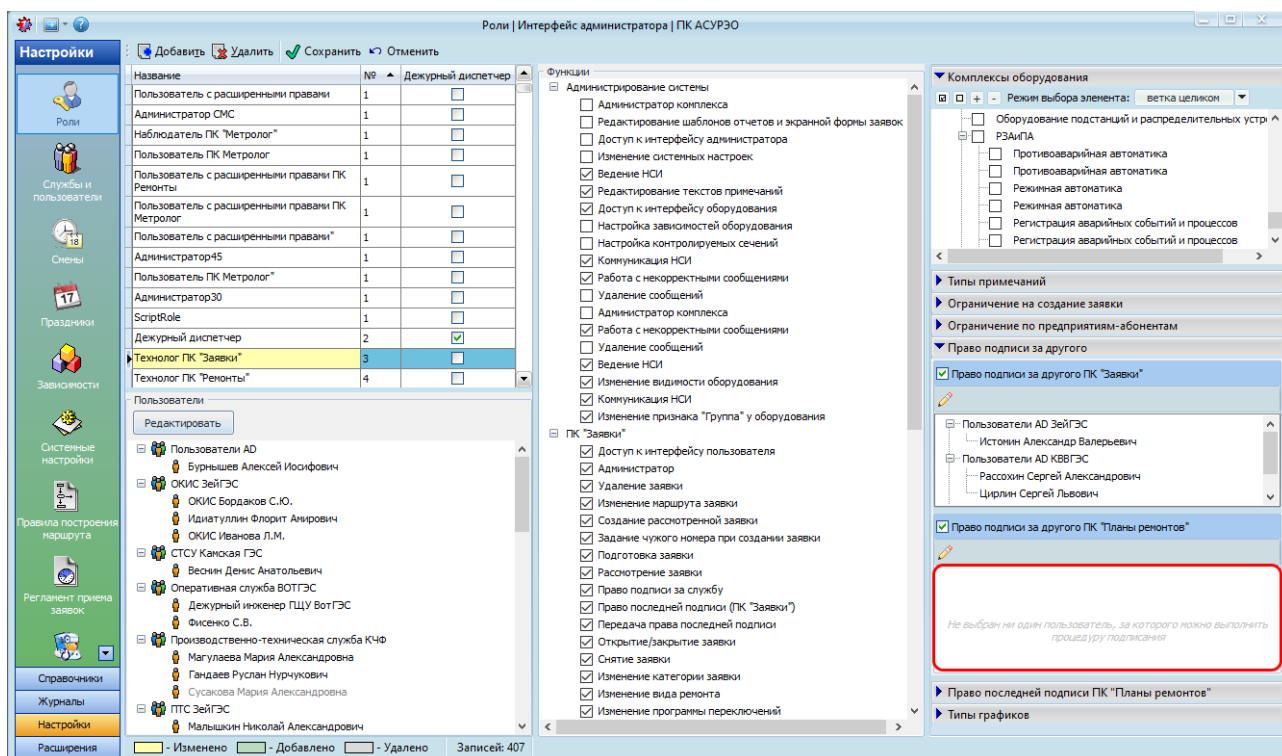 Роли | Интерфейс администратора | ПК АСУРЭО
Настройки
Добавить Удалить Сохранить Отменить
Роли
Службы и
пользователи
18
Смены
17
Праздники
Зависимости
Системные
настройки
Правила построения
маршрута
Регламент приема
заявок
Справочники
Журналы
Настройки
Расширения
Название № Дежурный диспетчер
Пользователь с расширенными правами 1
Администратор СМС 1
Наблюдатель ПК "Метролог" 1
Пользователь ПК Метролог 1
Пользователь с расширенными правами ПК
Ремонты 1
Пользователь с расширенными правами ПК
Метролог 1
Пользователь с расширенными правами" 1
Администратор45 1
Пользователь ПК Метролог" 1
Администратор30 1
ScriptRole 1
Дежурный диспетчер 2
Технолог ПК "Заявки" 3
Технолог ПК "Ремонты" 4
Пользователи
Редактировать
Пользователи AD
Бурнышев Алексей Иосифович
ОКИС ЗейГЭС
ОКИС Бордаков С.Ю.
Идиатуллин Флорит Амирович
ОКИС Иванова Л.М.
СТСУ Камская ГЭС
Веснин Денис Анатольевич
Оперативная служба ВОТГЭС
Дежурный инженер ПЩУ ВотГЭС
Фисенко С.В.
Производственно-техническая служба КЧФ
Магулаева Мария Александровна
Гандаев Руслан Нурчукович
Сусакова Мария Александровна
ПТС ЗейГЭС
Малышкин Николай Александрович
- Изменено - Добавлено - Удалено Записей: 407
Функции
Администрирование системы
Администратор комплекса
Редактирование шаблонов отчетов и экранной формы заявок
Доступ к интерфейсу администратора
Изменение системных настроек
Ведение НСИ
Редактирование текстов примечаний
Доступ к интерфейсу оборудования
Настройка зависимостей оборудования
Настройка контролируемых сечений
Коммуникация НСИ
Работа с некорректными сообщениями
Удаление сообщений
Администратор комплекса
Работа с некорректными сообщениями
Удаление сообщений
Ведение НСИ
Изменение видимости оборудования
Коммуникация НСИ
Изменение признака "Группа" у оборудования
ПК "Заявки"
Доступ к интерфейсу пользователя
Администратор
Удаление заявки
Изменение маршрута заявки
Создание рассмотренной заявки
Задание чужого номера при создании заявки
Подготовка заявки
Рассмотрение заявки
Право подписи за службу
Право последней подписи (ПК "Заявки")
Передача права последней подписи
Открытие/закрытие заявки
Снятие заявки
Изменение категории заявки
Изменение вида ремонта
Изменение программы переключений
Комплексы оборудования
Режим выбора элемента: ветка целиком
Оборудование подстанций и распределительных устр
РЗАиПА
Противоаварийная автоматика
Противоаварийная автоматика
Режимная автоматика
Режимная автоматика
Регистрация аварийных событий и процессов
Регистрация аварийных событий и процессов
Типы примечаний
Ограничение на создание заявки
Ограничение по предприятиям-абонентам
Право подписи за другого
Право подписи за другого ПК "Заявки"
Пользователи AD ЗейГЭС
Истомин Александр Валерьевич
Пользователи AD КВВГЭС
Рассохин Сергей Александрович
Цирлин Сергей Львович
Право подписи за другого ПК "Планы ремонтов"
Не выбран ни один пользователь, за которого можно выполнить
процедуру подписания
Право последней подписи ПК "Планы ремонтов"
Типы графиков